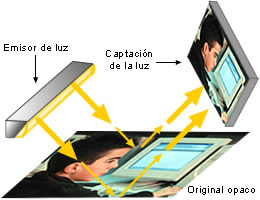 Emisor de luz
Captación
de la luz
Original opaco